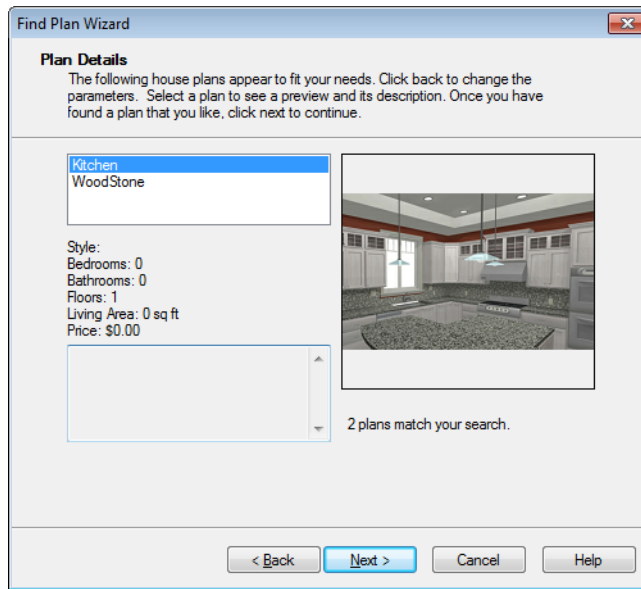 Find Plan Wizard
Plan Details
The following house plans appear to fit your needs. Click back to change the
parameters.  Select a plan to see a preview and its description. Once you have
found a plan that you like, click next to continue.
Kitchen
WoodStone
Style:
Bedrooms: 0
Bathrooms: 0
Floors: 1
Living Area: 0 sq ft
Price: $0.00
2 plans match your search.
< Back
Next >
Cancel
Help